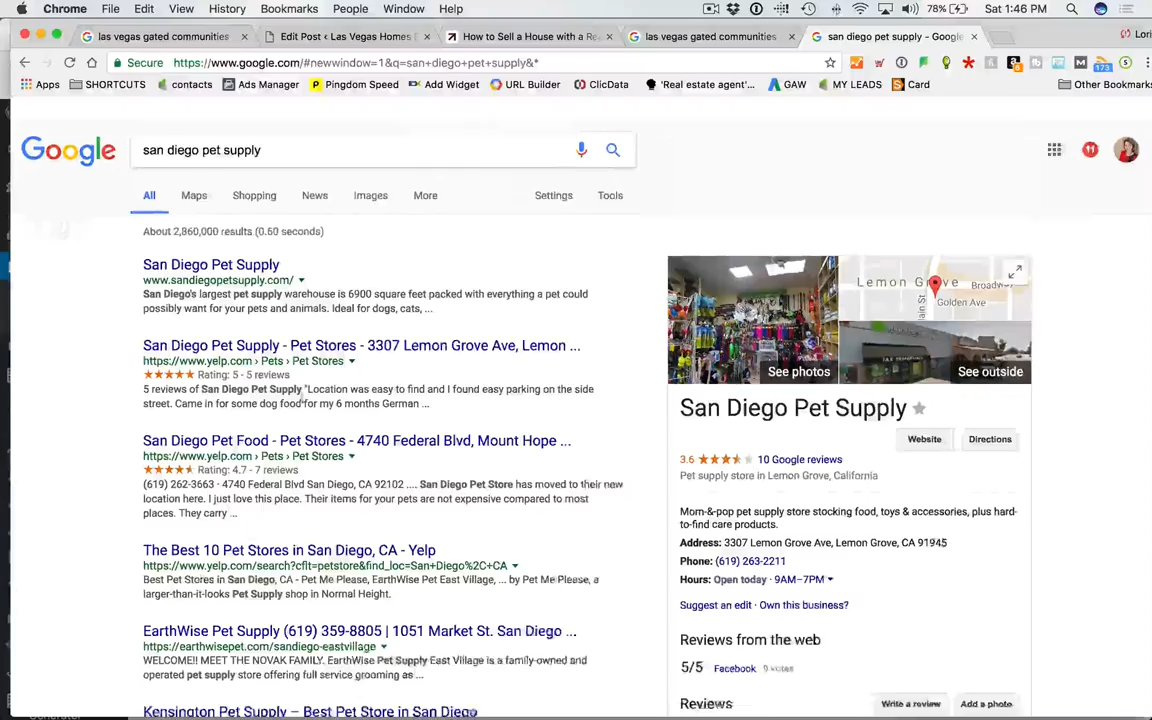 Chrome File Edit View History Bookmarks People Window Help 78% Sat 1:46 PM
las vegas gated communities Edit Post ‹ Las Vegas Homes las vegas gated communities san diego pet supply - Google Lori
How to Sell a House with a Re
Secure https://www.google.com/#newwindow=1&q=san+diego+pet+supply&*
Apps SHORTCUTS contacts Ads Manager Pingdom Speed Add Widget URL Builder ClicData 'Real estate agent'... GAW MY LEADS Card Other Bookmarks
173
Google
san diego pet supply
All Maps Shopping News Images More Settings Tools
About 2,860,000 results (0.60 seconds)
San Diego Pet Supply
www.sandiegopetsupply.com/
San Diego's largest pet supply warehouse is 6900 square feet packed with everything a pet could
possibly want for your pets and animals. Ideal for dogs, cats, ...
San Diego Pet Supply - Pet Stores - 3307 Lemon Grove Ave, Lemon ...
https://www.yelp.com › Pets › Pet Stores
Rating: 5 - 5 reviews
5 reviews of San Diego Pet Supply "Location was easy to find and I found easy parking on the side
street. Came in for some dog food for my 6 months German ...
San Diego Pet Food - Pet Stores - 4740 Federal Blvd, Mount Hope ...
https://www.yelp.com › Pets › Pet Stores
Rating: 4.7 - 7 reviews
(619) 262-3663 · 4740 Federal Blvd San Diego, CA 92102 .... San Diego Pet Store has moved to their new
location here. I just love this place. Their items for your pets are not expensive compared to most
places. They carry ...
The Best 10 Pet Stores in San Diego, CA - Yelp
https://www.yelp.com/search?cflt=petstore&find_loc=San+Diego%2C+CA
Best Pet Stores in San Diego, CA - Pet Me Please, EarthWise Pet East Village, ... by Pet Me Please, a
larger-than-it-looks Pet Supply shop in Normal Height.
EarthWise Pet Supply (619) 359-8805 | 1051 Market St. San Diego ...
https://earthwisepet.com/sandiego-eastvillage
WELCOME!! MEET THE NOVAK FAMILY. EarthWise Pet Supply East Village is a family-owned and
operated pet supply store offering full service grooming as ...
Kensington Pet Supply – Best Pet Store in San Diego
Lemon Grove Broadway
Golden Ave
See photos
See outside
San Diego Pet Supply
Website Directions
3.6 10 Google reviews
Pet supply store in Lemon Grove, California
Mom-&-pop pet supply store stocking food, toys & accessories, plus hard-
to-find care products.
Address: 3307 Lemon Grove Ave, Lemon Grove, CA 91945
Phone: (619) 263-2211
Hours: Open today · 9AM–7PM
Suggest an edit · Own this business?
Reviews from the web
5/5 Facebook 9 votes
Reviews
Write a review Add a photo